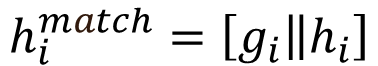 $h_i^{match} = [g_i \| h_i]$